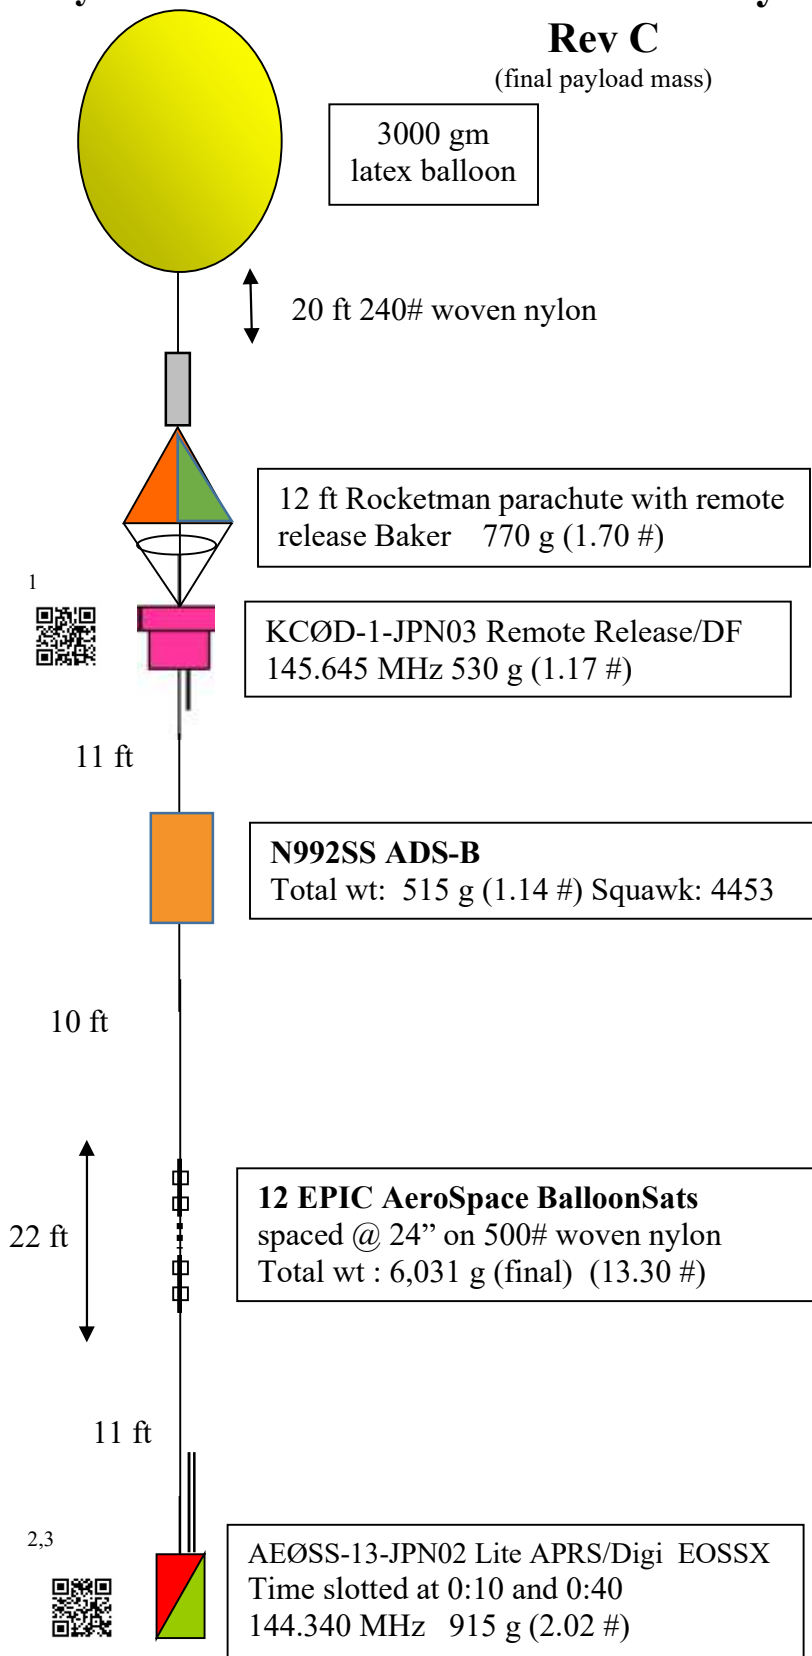 Rev C
(final payload mass)
3000 gm
latex balloon
20 ft 240# woven nylon
12 ft Rocketman parachute with remote
release Baker 770 g (1.70 #)
1
KCØD-1-JPN03 Remote Release/DF
145.645 MHz 530 g (1.17 #)
11 ft
N992SS ADS-B
Total wt: 515 g (1.14 #) Squawk: 4453
10 ft
12 EPIC AeroSpace BalloonSats
spaced @ 24” on 500# woven nylon
Total wt : 6,031 g (final) (13.30 #)
22 ft
11 ft
2,3
AEØSS-13-JPN02 Lite APRS/Digi EOSSX
Time slotted at 0:10 and 0:40
144.340 MHz 915 g (2.02 #)